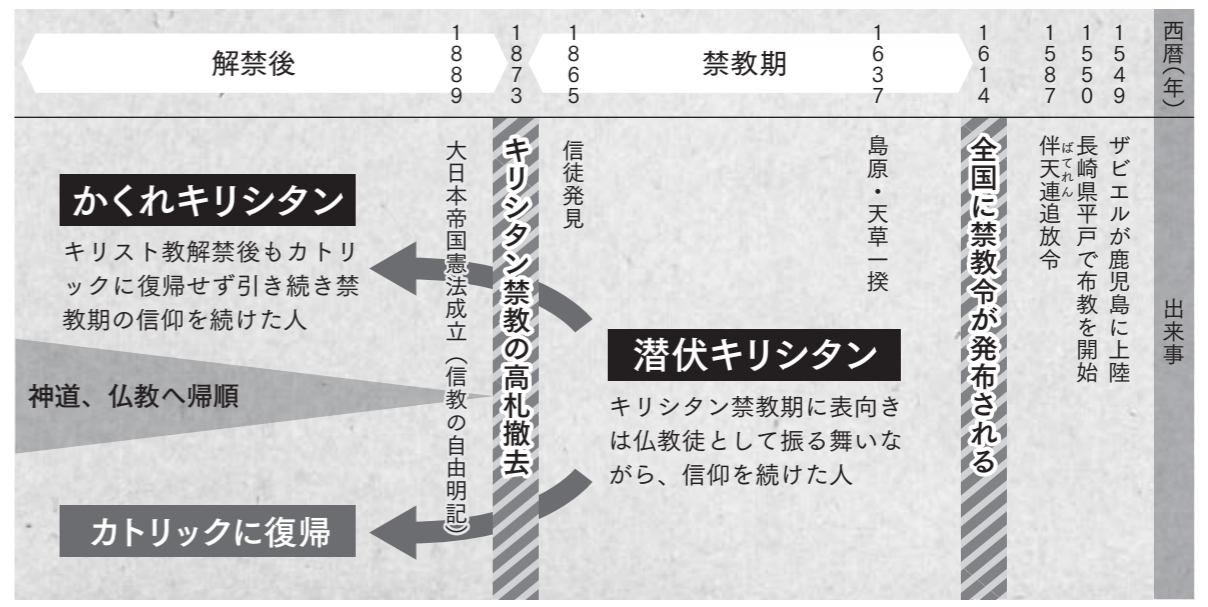 西暦(年)
出来事
1549
ザビエルが鹿児島に上陸
1550
長崎県平戸で布教を開始
1587
伴天連追放令
ばてれん
1614
全国に禁教令が発布される
禁教期
1637
島原・天草一揆
潜伏キリシタン
キリシタン禁教期に表向き
は仏教徒として振る舞いな
がら、信仰を続けた人
1865
信徒発見
1873
キリシタン禁教の高札撤去
解禁後
1889
大日本帝国憲法成立（信教の自由明記）
かくれキリシタン
キリスト教解禁後もカトリ
ックに復帰せず引き続き禁
教期の信仰を続けた人
神道、仏教へ帰順
カトリックに復帰